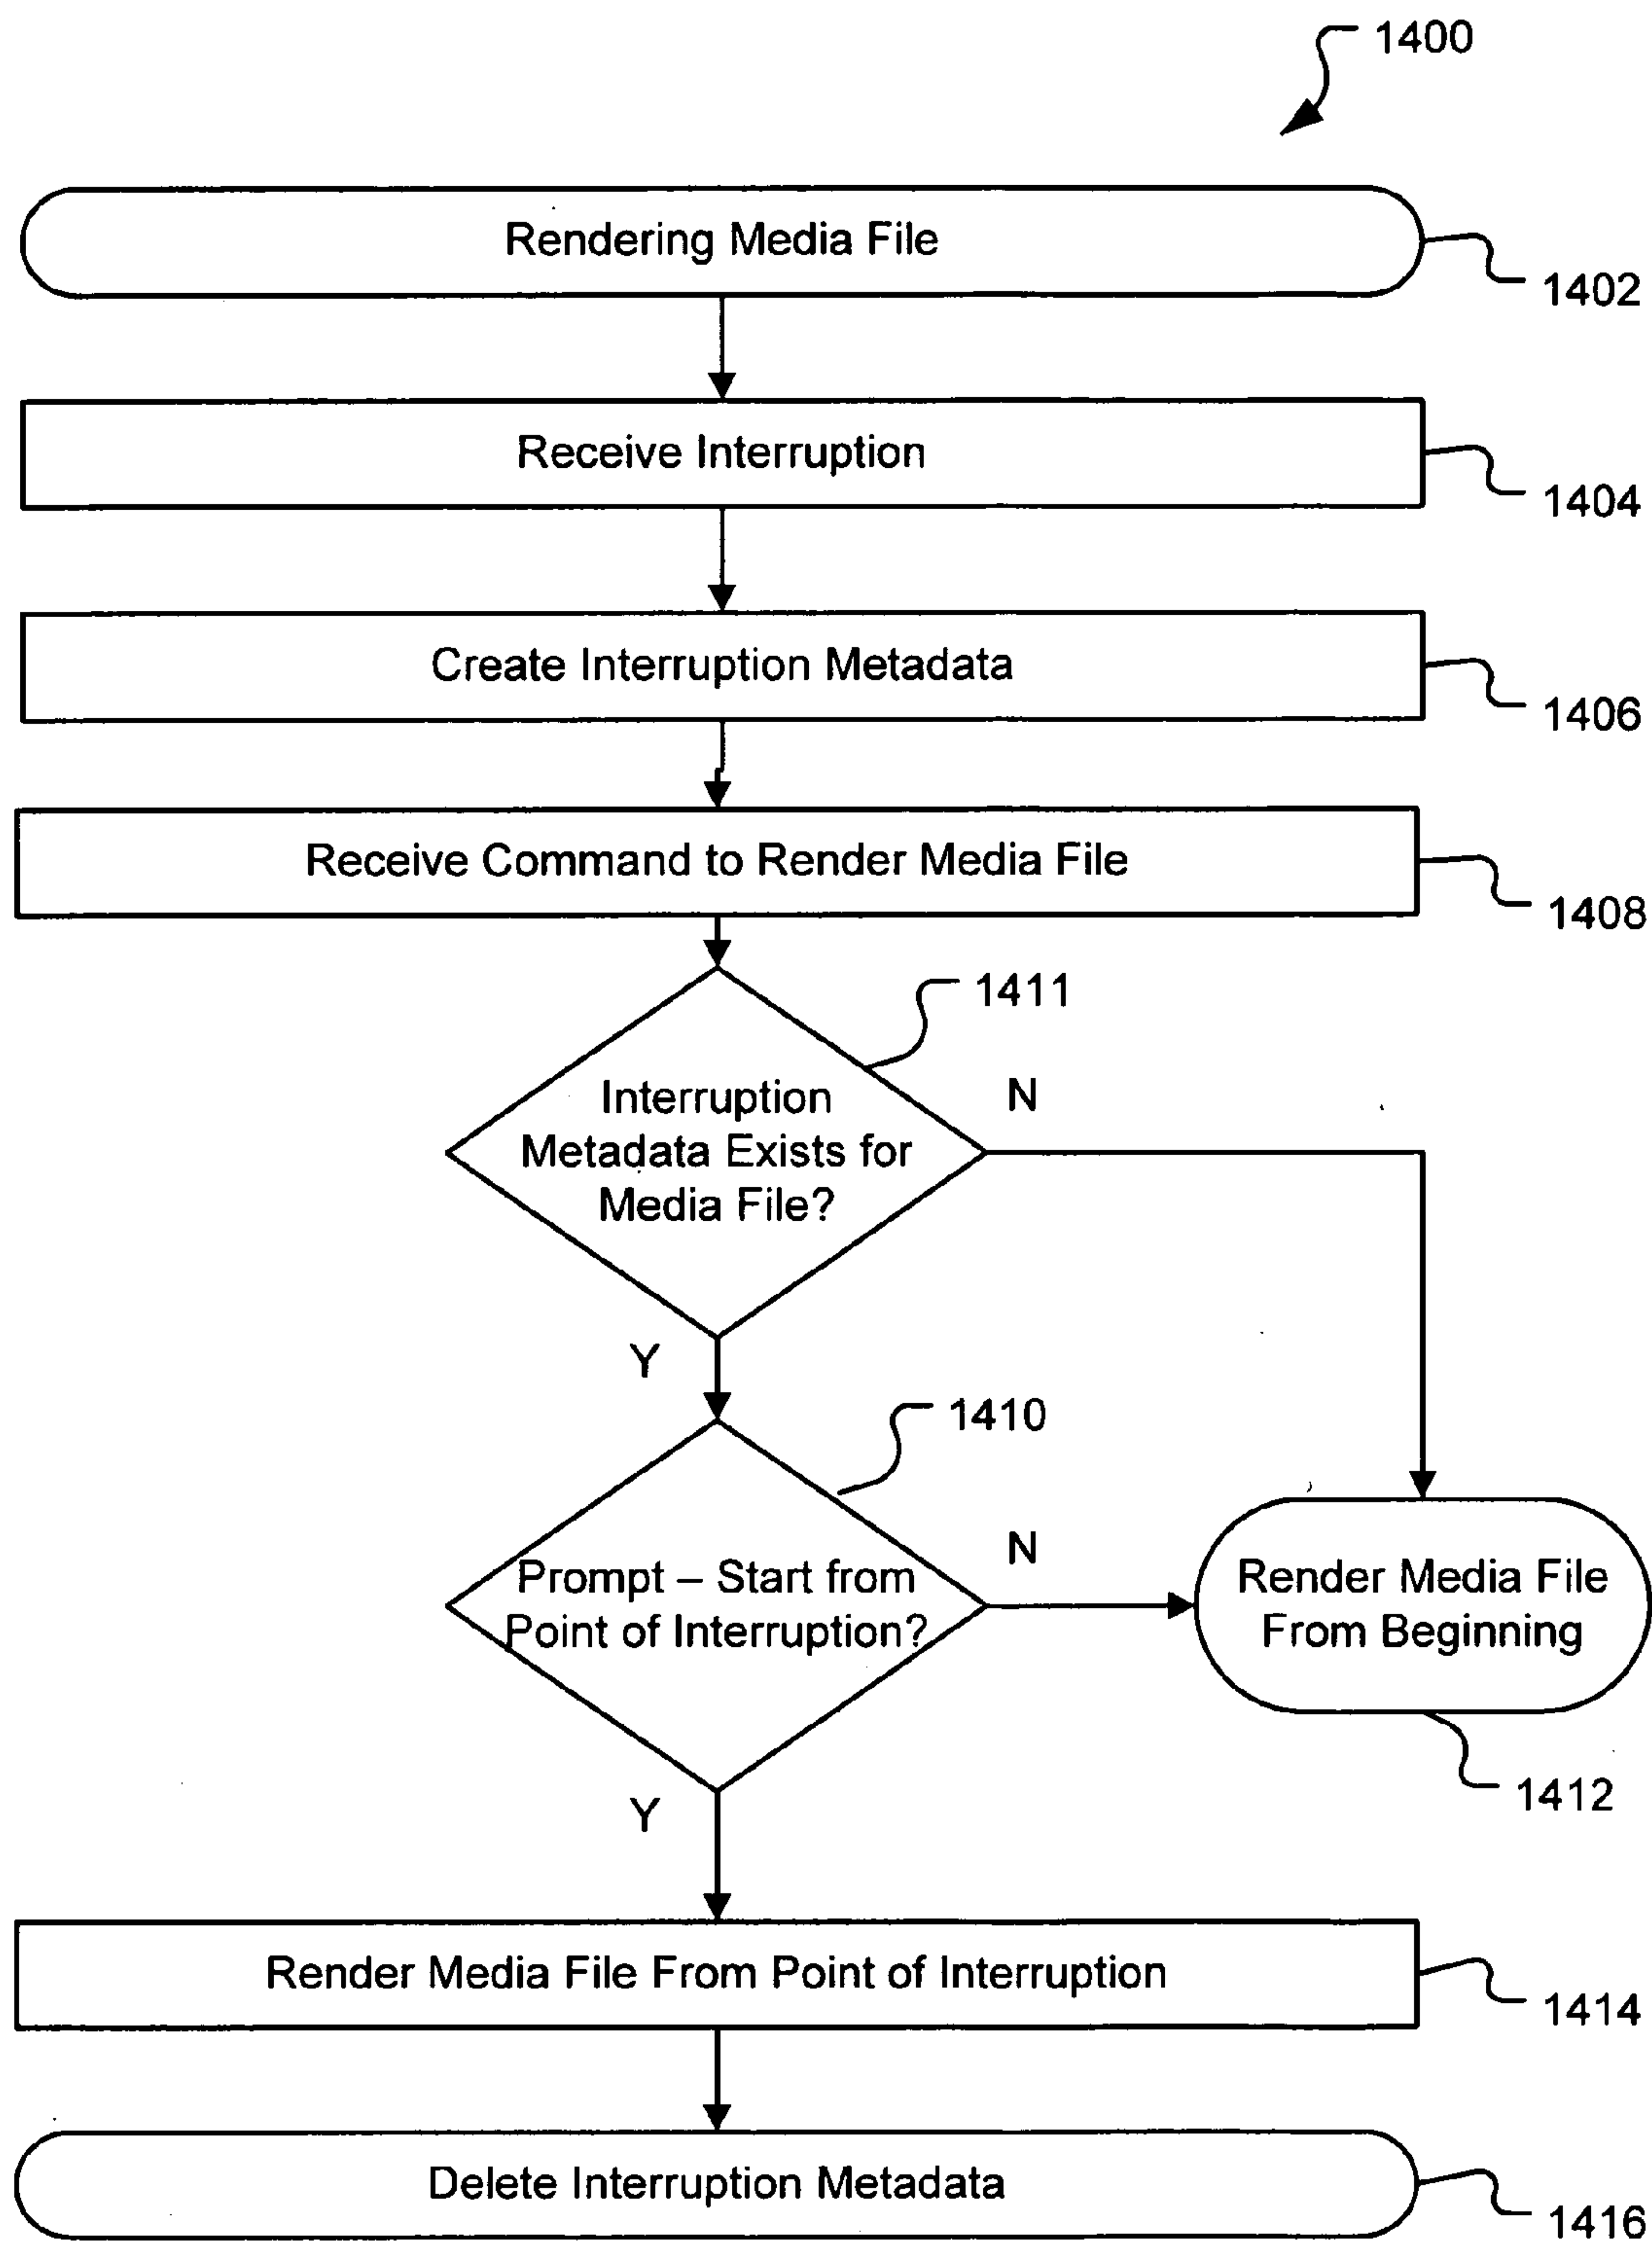 1400
Rendering Media File
1402
Receive Interruption
1404
Create Interruption Metadata
1406
Receive Command to Render Media File
1408
1411
Interruption
Metadata Exists for
Media File?
N
Y
1410
Prompt – Start from
Point of Interruption?
N
Render Media File
From Beginning
1412
Y
Render Media File From Point of Interruption
1414
Delete Interruption Metadata
1416